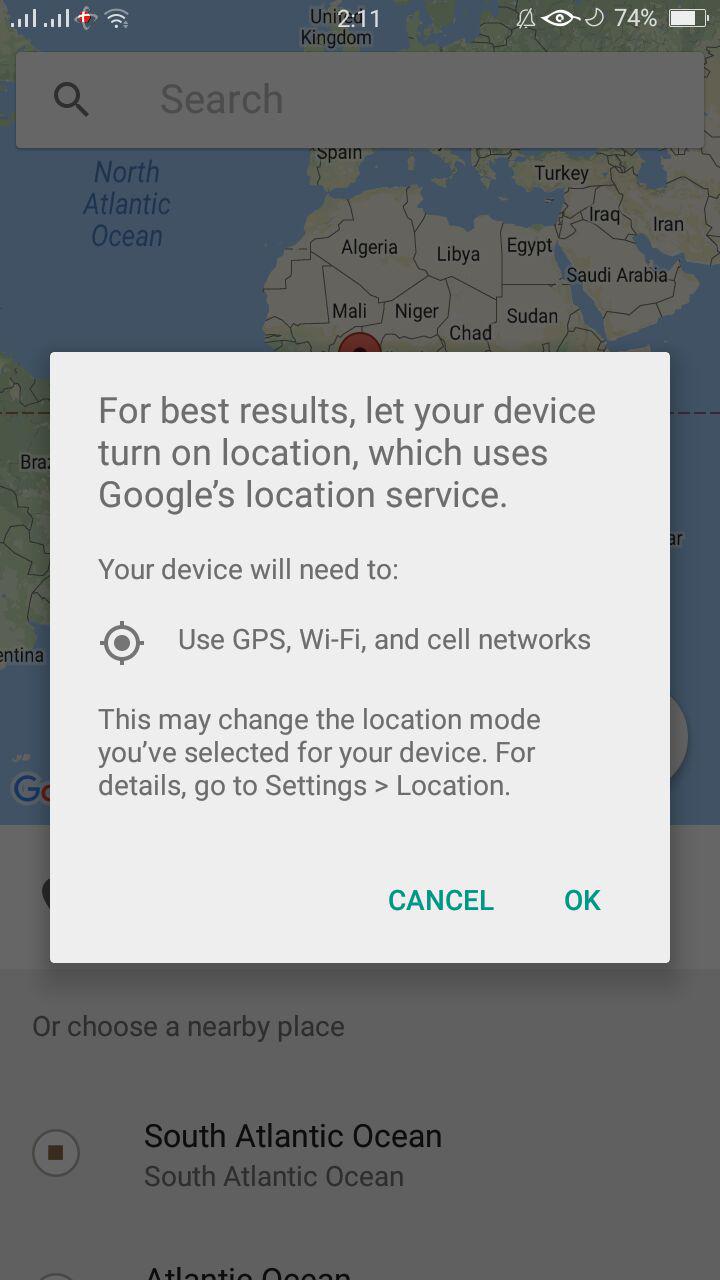 United
2:11
74%
Kingdom
Search
Spain
North
Atlantic
Ocean
Turkey
Iraq
Iran
Algeria
Libya
Egypt
Saudi Arabia
Mali
Niger
Sudan
Chad
For best results, let your device
turn on location, which uses
Google’s location service.
Your device will need to:
Use GPS, Wi-Fi, and cell networks
This may change the location mode
you’ve selected for your device. For
details, go to Settings > Location.
CANCEL
OK
Or choose a nearby place
South Atlantic Ocean
South Atlantic Ocean
Atlantic Ocean